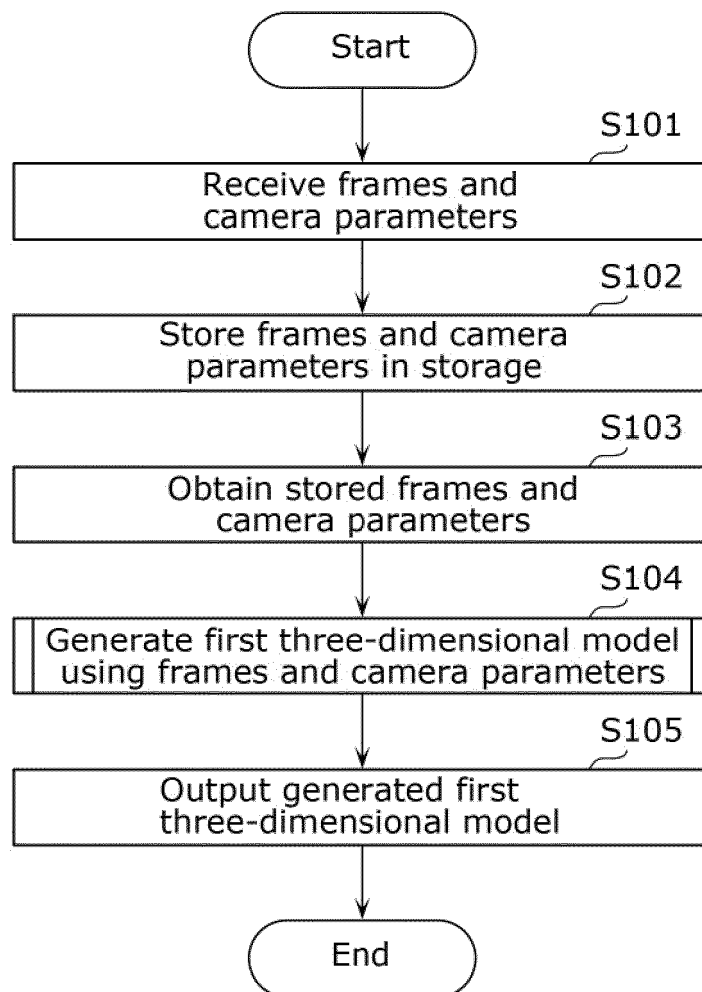 Start
S101
Receive frames and
camera parameters
S102
Store frames and camera
parameters in storage
S103
Obtain stored frames and
camera parameters
S104
Generate first three-dimensional model
using frames and camera parameters
S105
Output generated first
three-dimensional model
End